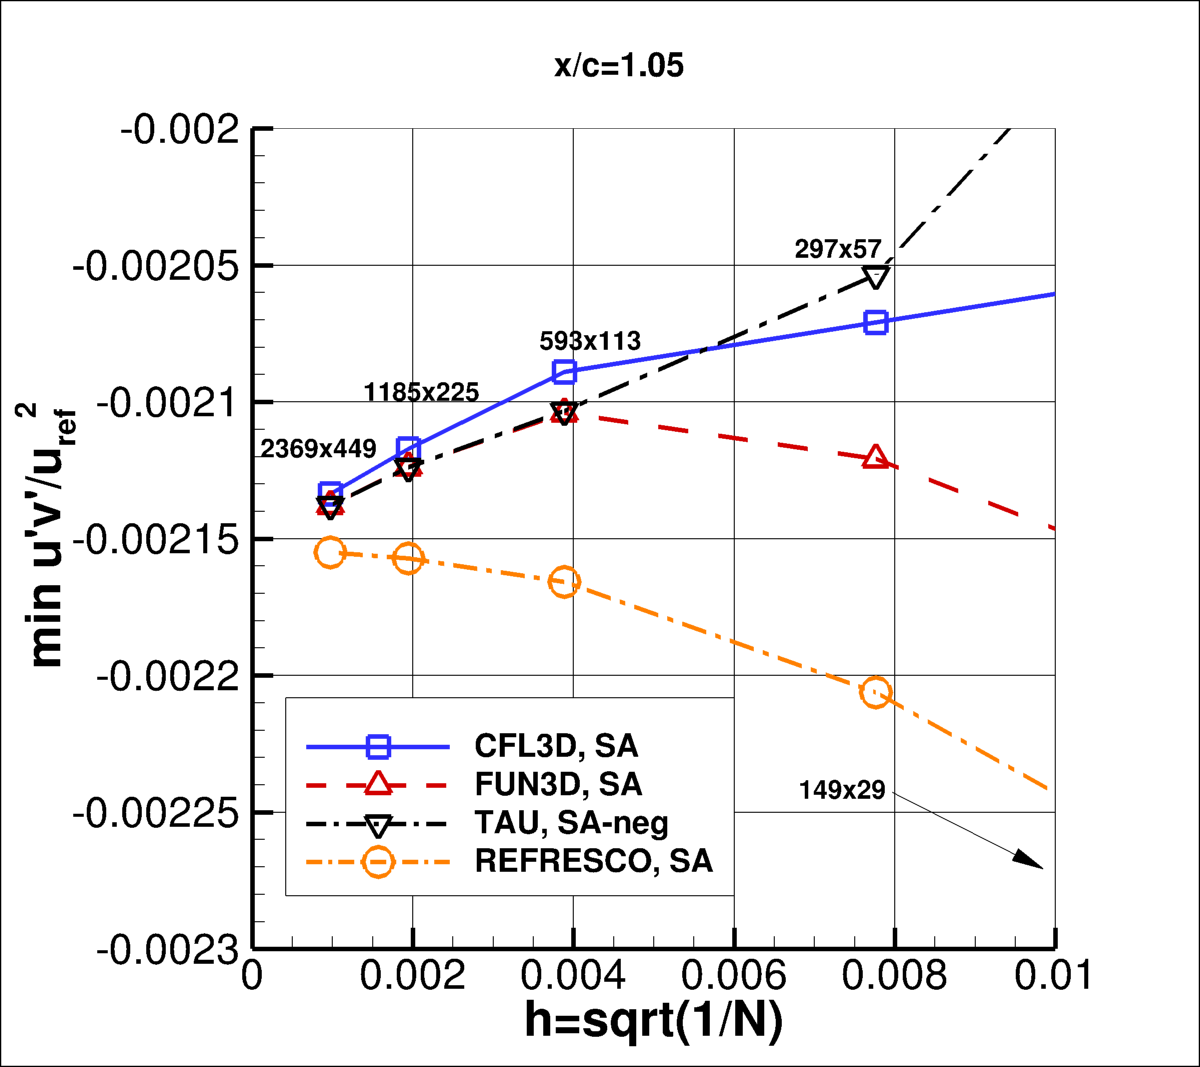 x/c=1.05
-0.002
-0.00205
-0.0021
-0.00215
-0.0022
-0.00225
-0.0023
min u'v'/u_ref^2
297x57
593x113
1185x225
2369x449
149x29
CFL3D, SA
FUN3D, SA
TAU, SA-neg
REFRESCO, SA
0 0.002 0.004 0.006 0.008 0.01
h=sqrt(1/N)